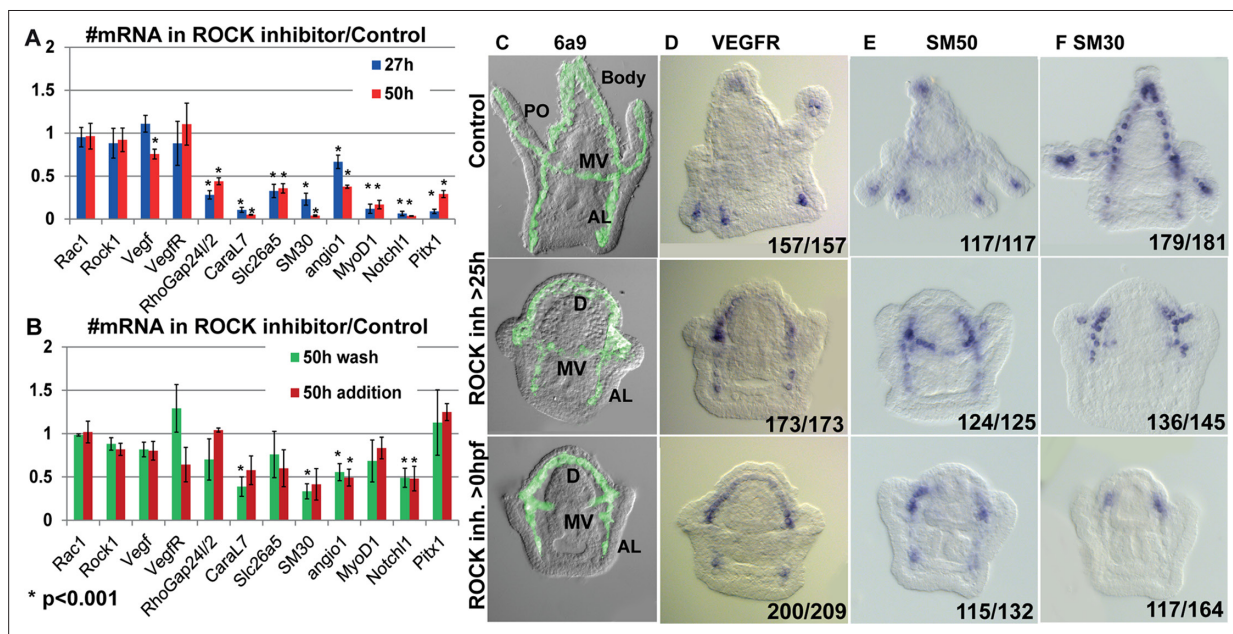 A #mRNA in ROCK inhibitor/Control
2
1.5
1
0.5
0
27h
50h
* * * * * * * * * * * * * * * * * *
Rac1
Rock1
Vegf
VegfR
RhoGap24l/2
CaraL7
Slc26a5
SM30
angio1
MyoD1
Notchl1
Pitx1
B #mRNA in ROCK inhibitor/Control
2
1.5
1
0.5
0
50h wash
50h addition
* * * * * *
Rac1
Rock1
Vegf
VegfR
RhoGap24l/2
CaraL7
Slc26a5
SM30
angio1
MyoD1
Notchl1
Pitx1
* p<0.001
C 6a9
D VEGFR
E SM50
F SM30
Control
PO
Body
MV
AL
157/157
117/117
179/181
ROCK inh >25h
D
MV
AL
173/173
124/125
136/145
ROCK inh. >0hpf
D
MV
AL
200/209
115/132
117/164